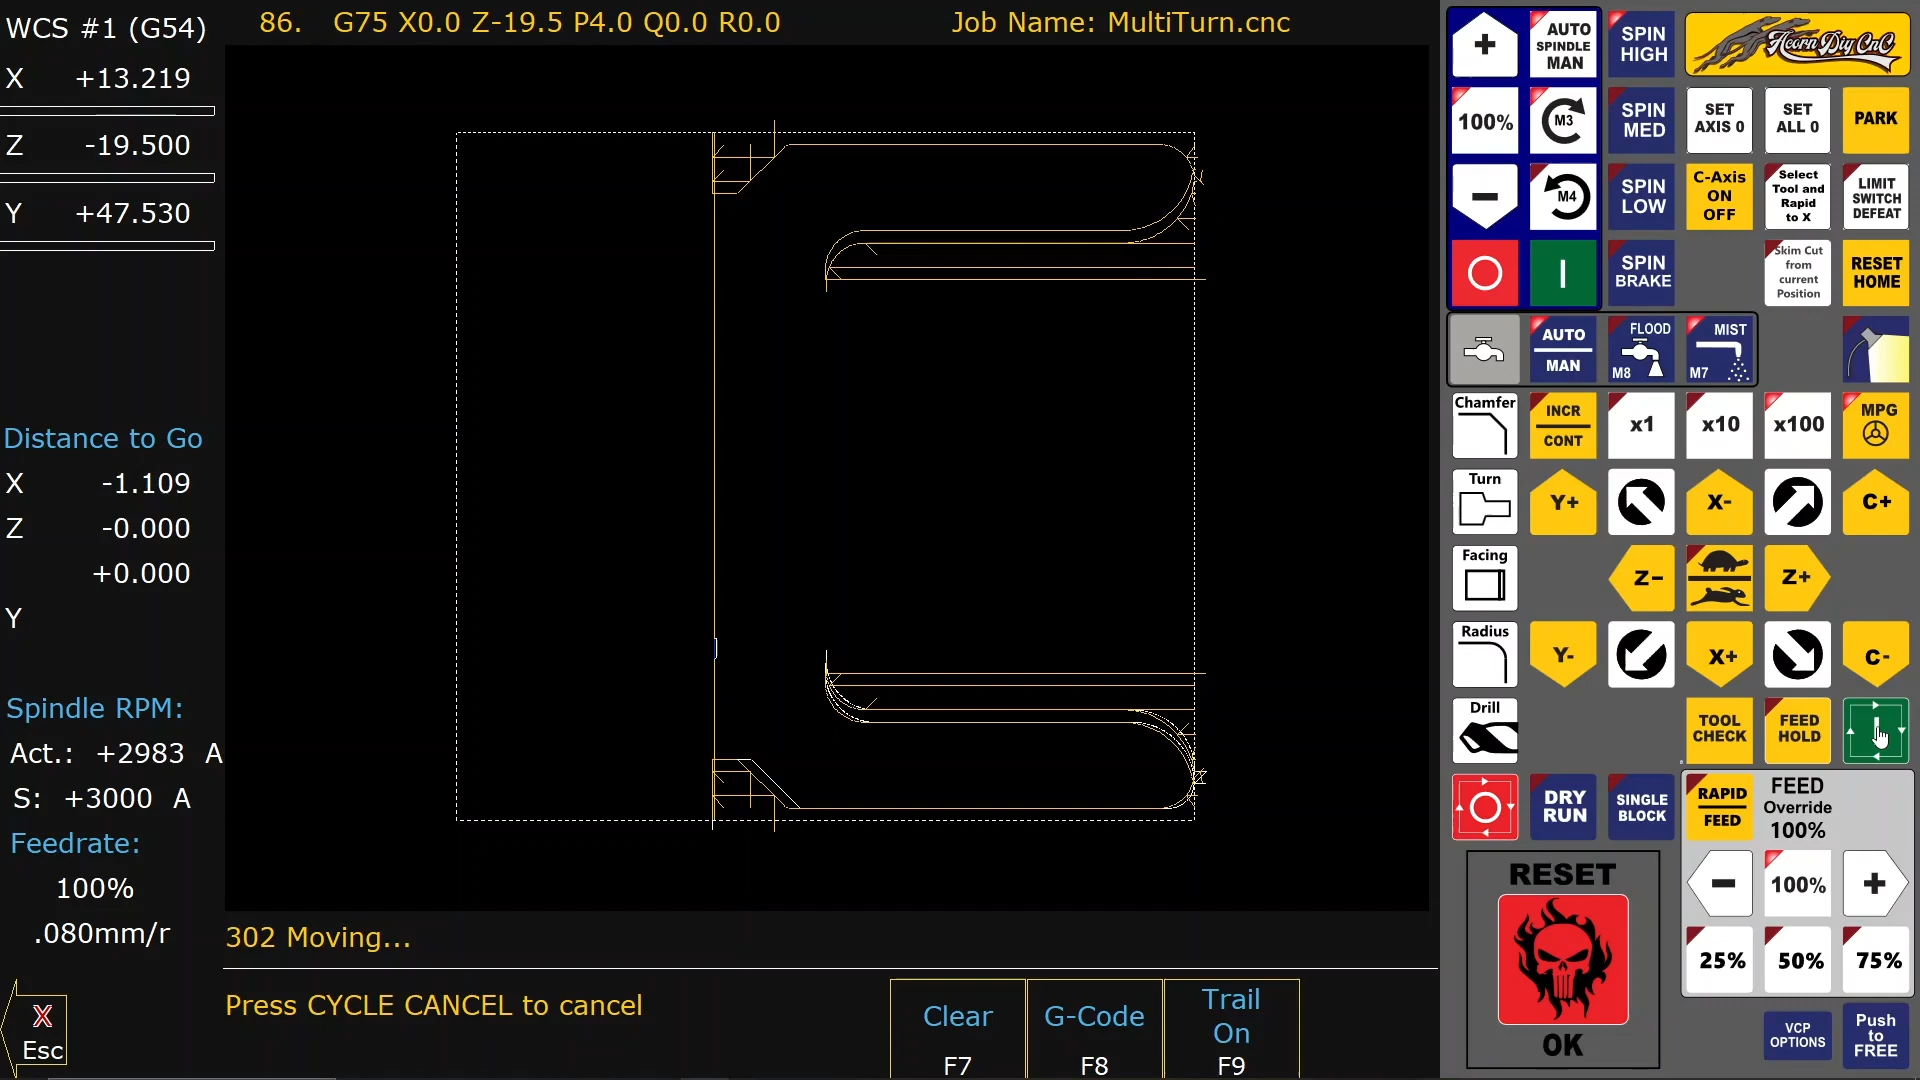 WCS #1 (G54)
86. G75 X0.0 Z-19.5 P4.0 Q0.0 R0.0
Job Name: MultiTurn.cnc
X +13.219
Z -19.500
Y +47.530
Distance to Go
X -1.109
Z -0.000
+0.000
Y
Spindle RPM:
Act.: +2983 A
S: +3000 A
Feedrate:
100%
.080mm/r
X
Esc
302 Moving...
Press CYCLE CANCEL to cancel
Clear
F7
G-Code
F8
Trail
On
F9
+
AUTO
SPINDLE
MAN
SPIN
HIGH
Acorn Diy CnC
100%
M3
SPIN
MED
SET
AXIS 0
SET
ALL 0
PARK
−
M4
SPIN
LOW
C-Axis
ON
OFF
Select
Tool and
Rapid
to X
LIMIT
SWITCH
DEFEAT
SPIN
BRAKE
Skim Cut
from
current
Position
RESET
HOME
AUTO
MAN
FLOOD
M8
MIST
M7
Chamfer
INCR
CONT
x1
x10
x100
MPG
Turn
Y+
X-
C+
Facing
Z-
Z+
Radius
Y-
X+
C-
Drill
TOOL
CHECK
FEED
HOLD
DRY
RUN
SINGLE
BLOCK
RAPID
FEED
FEED
Override
100%
RESET
OK
−
100%
+
25%
50%
75%
VCP
OPTIONS
Push
to
FREE